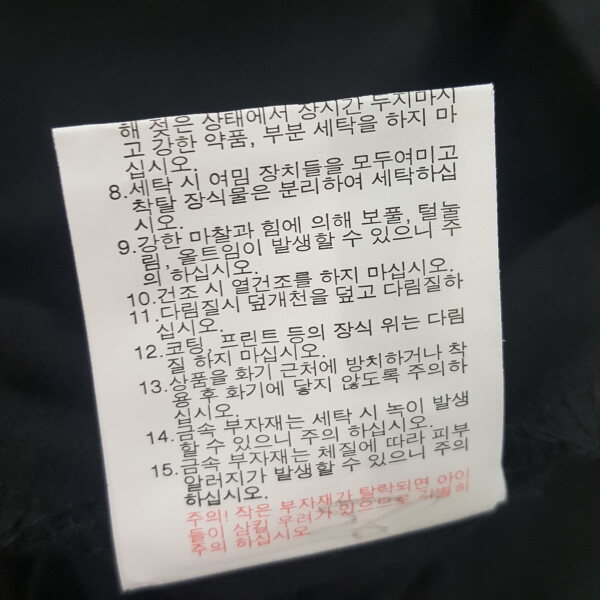 해 젖은 상태에서 장시간 두지마시
고 강한 약품, 부분 세탁을 하지 마
십시오.
8.세탁 시 여밈 장치들을 모두여미고
착탈 장식물은 분리하여 세탁하십
시오.
9.강한 마찰과 힘에 의해 보풀, 털눌
림, 올트임이 발생할 수 있으니 주
의 하십시오.
10.건조 시 열건조를 하지 마십시오.
11.다림질시 덮개천을 덮고 다림질하
십시오.
12.코팅, 프린트 등의 장식 위는 다림
질 하지 마십시오.
13.상품을 화기 근처에 방치하거나 착
용 후 화기에 닿지 않도록 주의하
십시오.
14.금속 부자재는 세탁 시 녹이 발생
할 수 있으니 주의 하십시오.
15.금속 부자재는 체질에 따라 피부
알러지가 발생할 수 있으니 주의
하십시오.
주의! 작은 부자재가 탈락되면 아이
들이 삼킬 우려가 있으므로 각별히
주의 하십시오.